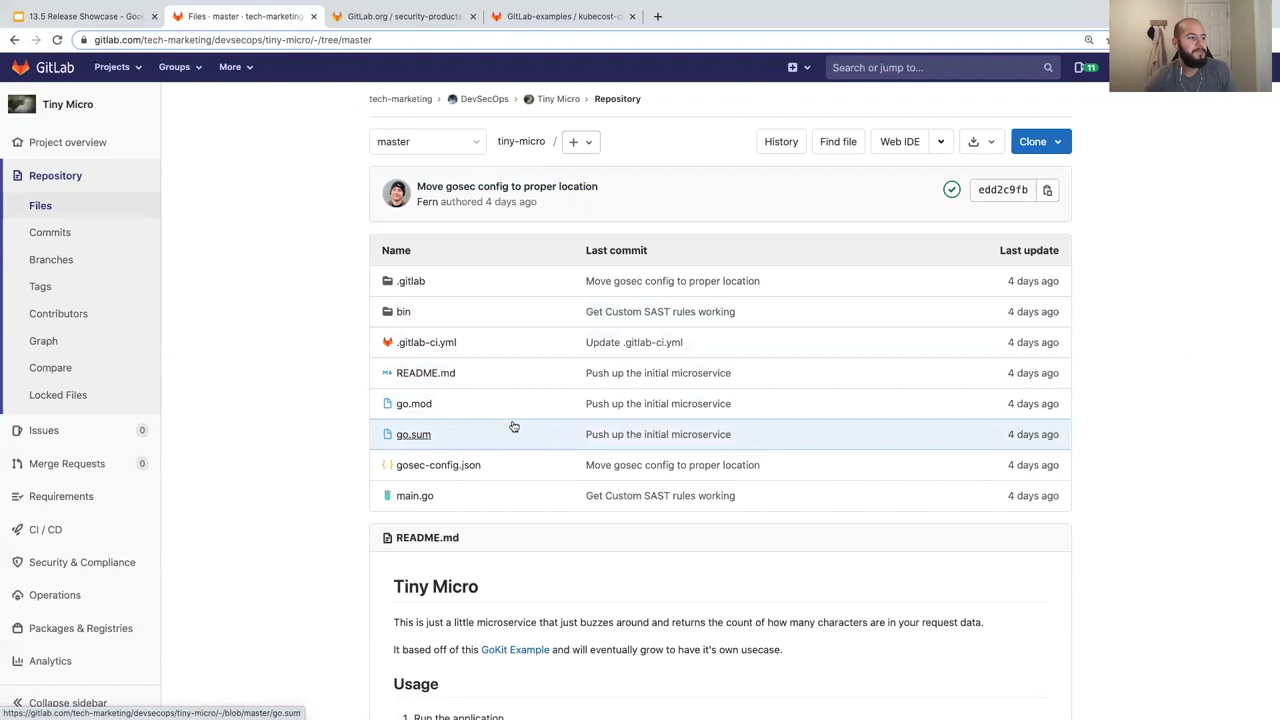 13.5 Release Showcase - Goo
Files · master · tech-marketing
GitLab.org / security-products
GitLab-examples / kubecost-c
gitlab.com/tech-marketing/devsecops/tiny-micro/-/tree/master
GitLab
Projects
Groups
More
Search or jump to...
11
Tiny Micro
Project overview
Repository
Files
Commits
Branches
Tags
Contributors
Graph
Compare
Locked Files
Issues 0
Merge Requests 0
Requirements
CI / CD
Security & Compliance
Operations
Packages & Registries
Analytics
Collapse sidebar
tech-marketing > DevSecOps > Tiny Micro > Repository
master
tiny-micro / +
History
Find file
Web IDE
Clone
Move gosec config to proper location
Fern authored 4 days ago
edd2c9fb
Name Last commit Last update
.gitlab Move gosec config to proper location 4 days ago
bin Get Custom SAST rules working 4 days ago
.gitlab-ci.yml Update .gitlab-ci.yml 4 days ago
README.md Push up the initial microservice 4 days ago
go.mod Push up the initial microservice 4 days ago
go.sum Push up the initial microservice 4 days ago
gosec-config.json Move gosec config to proper location 4 days ago
main.go Get Custom SAST rules working 4 days ago
README.md
Tiny Micro
This is just a little microservice that just buzzes around and returns the count of how many characters are in your request data.
It based off of this GoKit Example and will eventually grow to have it's own usecase.
Usage
1. Run the application
https://gitlab.com/tech-marketing/devsecops/tiny-micro/-/blob/master/go.sum